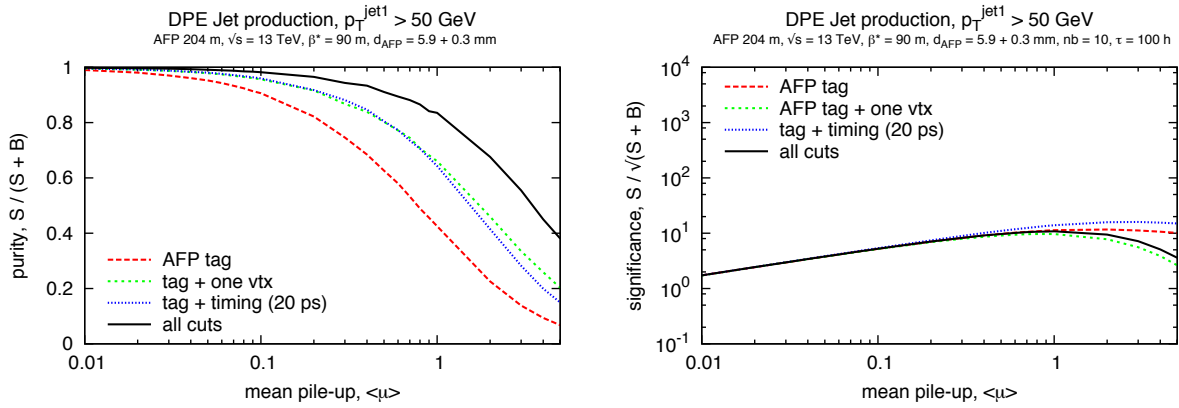 DPE Jet production, p_T^jet1 > 50 GeV
AFP 204 m, √s = 13 TeV, β* = 90 m, d_AFP = 5.9 + 0.3 mm
purity, S / (S + B)
1
0.8
0.6
0.4
0.2
0
AFP tag
tag + one vtx
tag + timing (20 ps)
all cuts
0.01 0.1 1
mean pile-up, <μ>
DPE Jet production, p_T^jet1 > 50 GeV
AFP 204 m, √s = 13 TeV, β* = 90 m, d_AFP = 5.9 + 0.3 mm, nb = 10, τ = 100 h
significance, S / √(S + B)
10^4
10^3
10^2
10^1
10^0
10^-1
AFP tag
AFP tag + one vtx
tag + timing (20 ps)
all cuts
0.01 0.1 1
mean pile-up, <μ>